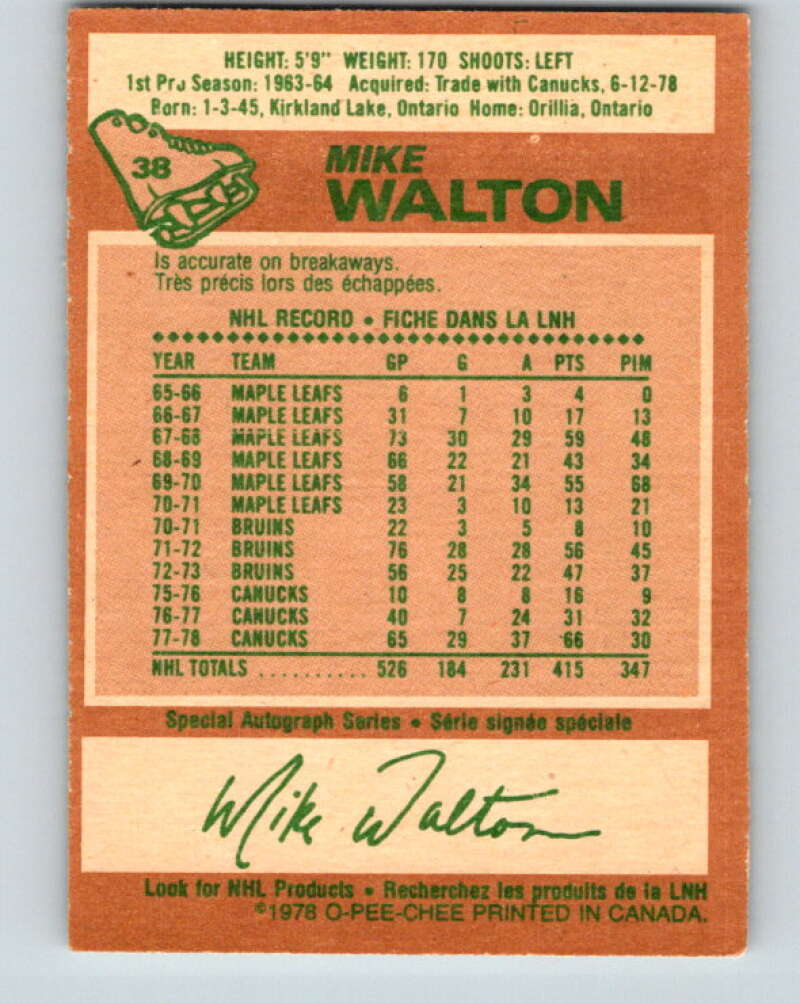 HEIGHT: 5'9" WEIGHT: 170 SHOOTS: LEFT
1st Pro Season: 1963-64 Acquired: Trade with Canucks, 6-12-78
Born: 1-3-45, Kirkland Lake, Ontario Home: Orillia, Ontario
38
MIKE
WALTON
Is accurate on breakaways.
Très précis lors des échappées.
NHL RECORD • FICHE DANS LA LNH
YEAR TEAM GP G A PTS PIM
65-66 MAPLE LEAFS 6 1 3 4 0
66-67 MAPLE LEAFS 31 7 10 17 13
67-68 MAPLE LEAFS 73 30 29 59 48
68-69 MAPLE LEAFS 66 22 21 43 34
69-70 MAPLE LEAFS 58 21 34 55 68
70-71 MAPLE LEAFS 23 3 10 13 21
70-71 BRUINS 22 3 5 8 10
71-72 BRUINS 76 28 28 56 45
72-73 BRUINS 56 25 22 47 37
75-76 CANUCKS 10 8 8 16 9
76-77 CANUCKS 40 7 24 31 32
77-78 CANUCKS 65 29 37 66 30
NHL TOTALS .......... 526 184 231 415 347
Special Autograph Series • Série signée spéciale
Mike Walton
Look for NHL Products • Recherchez les produits de la LNH
©1978 O-PEE-CHEE PRINTED IN CANADA.